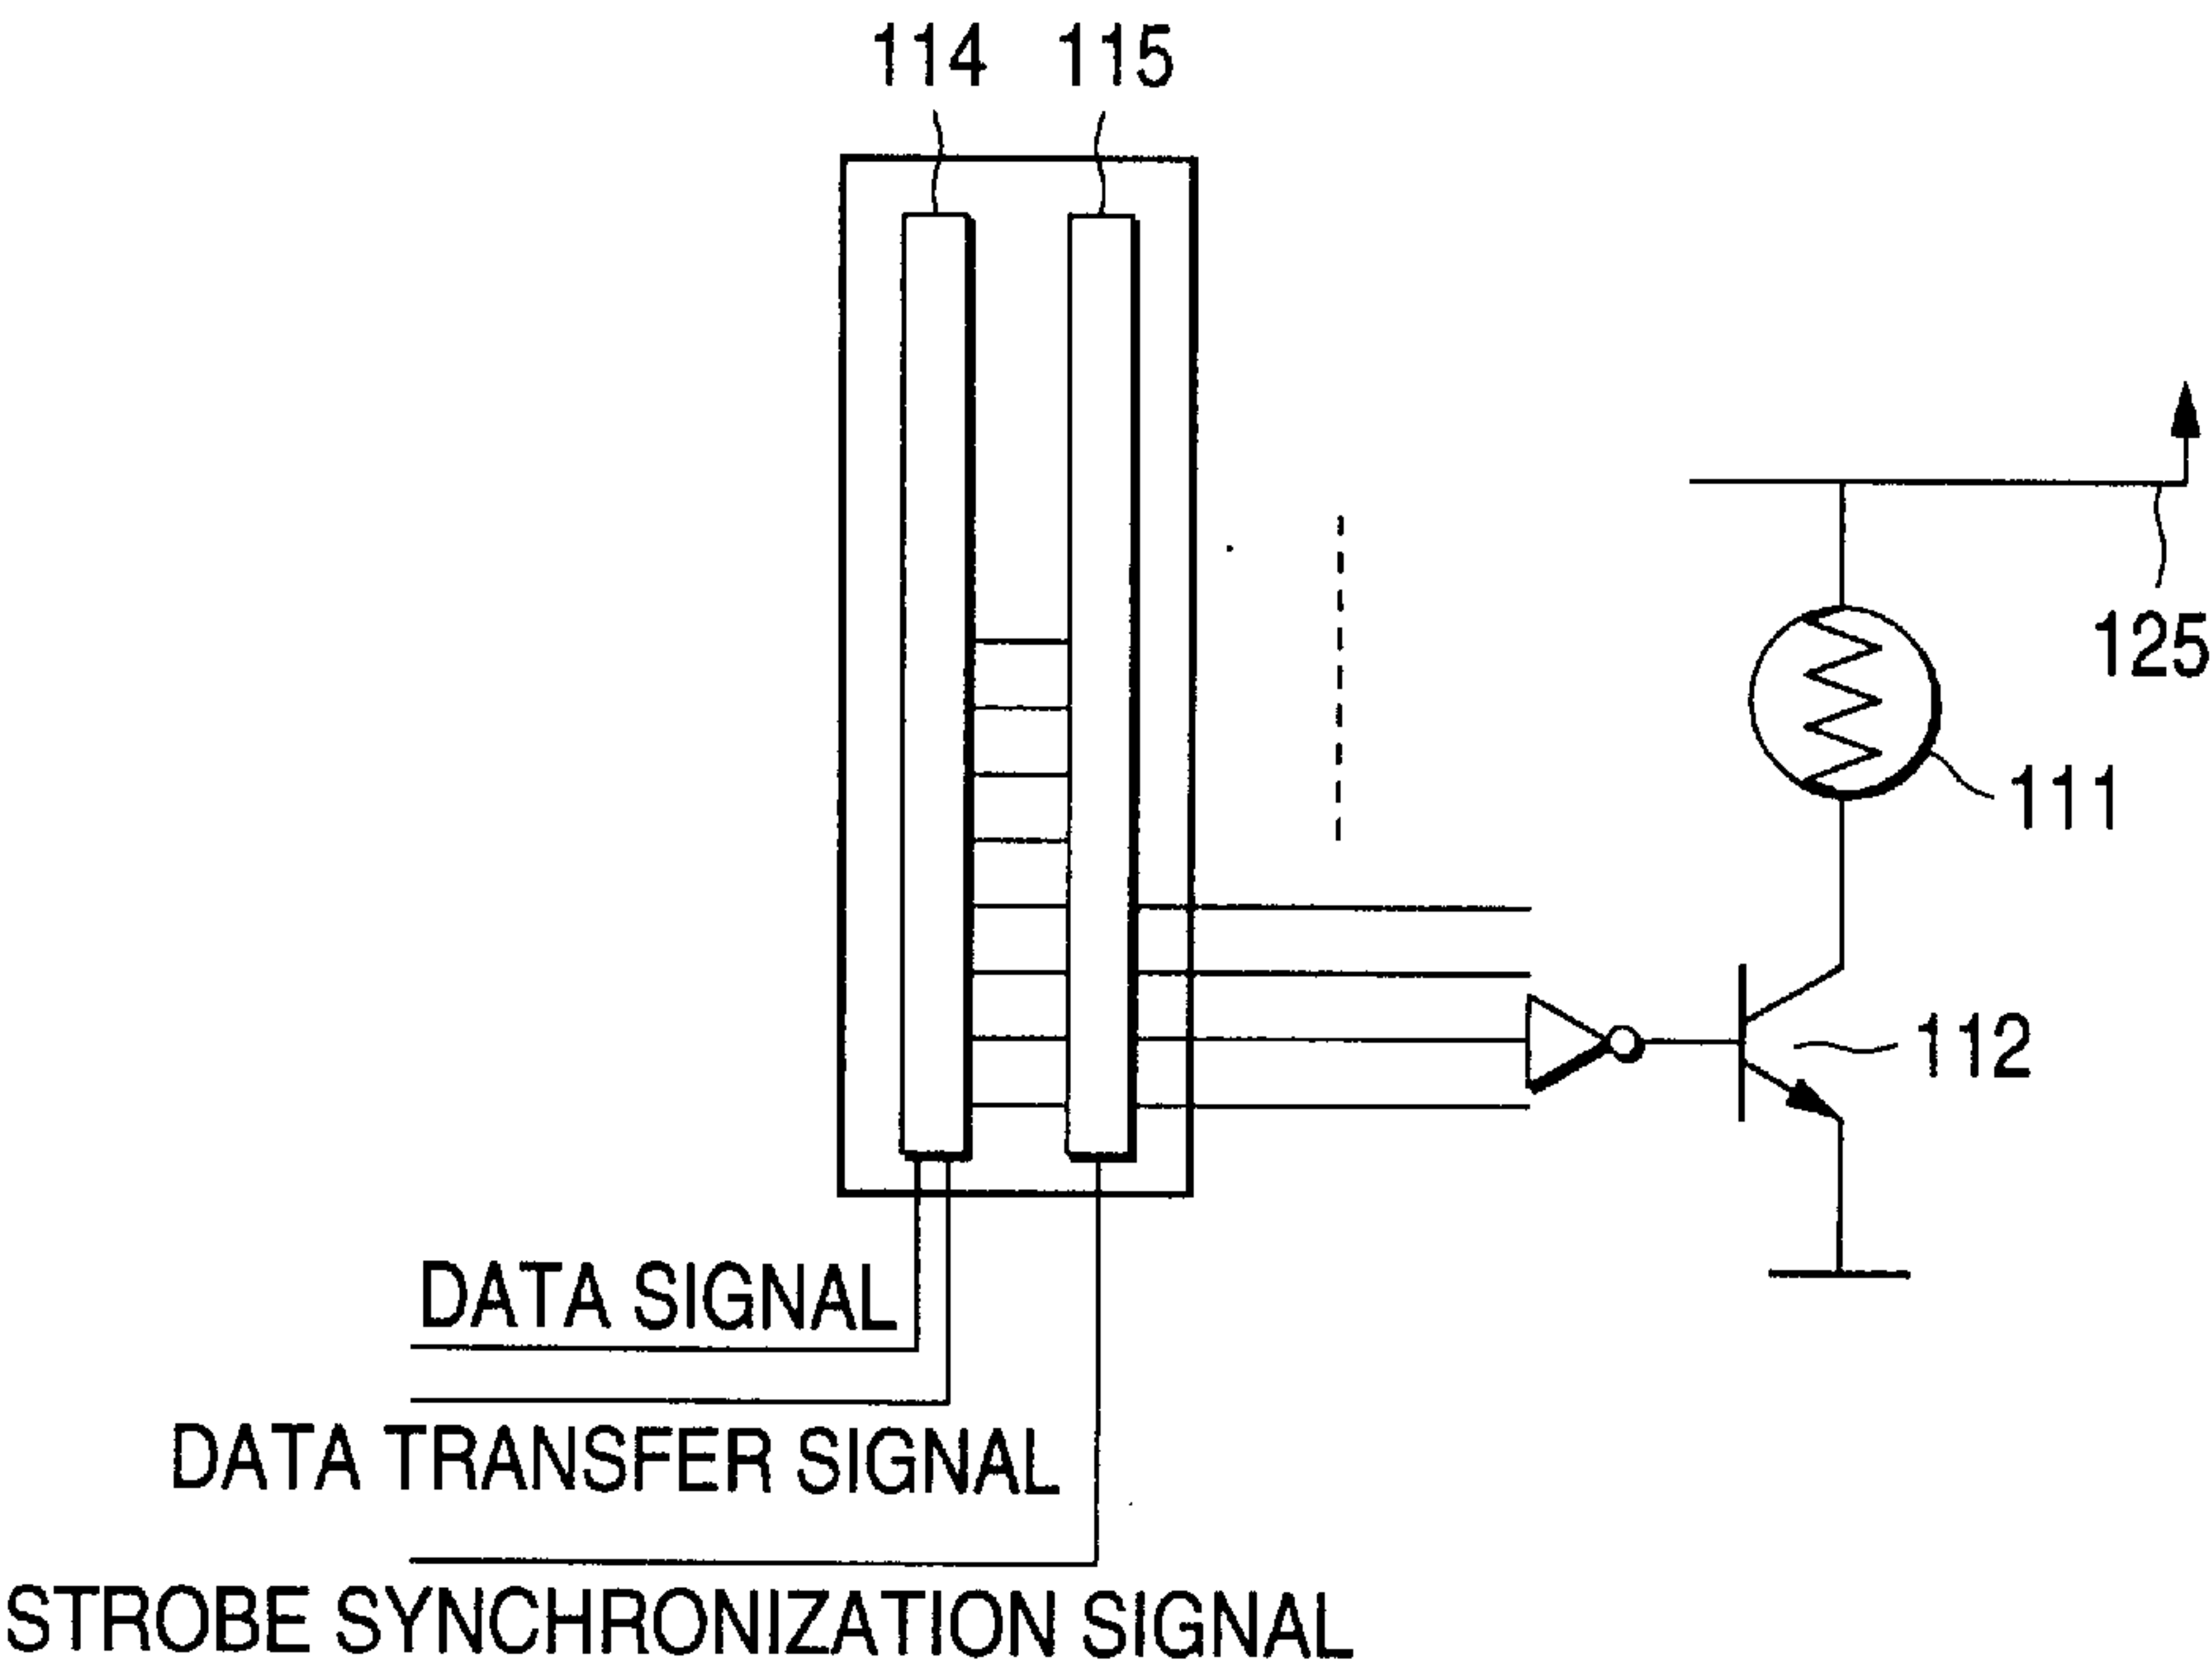 114 115
125
111
112
DATA SIGNAL
DATA TRANSFER SIGNAL
STROBE SYNCHRONIZATION SIGNAL